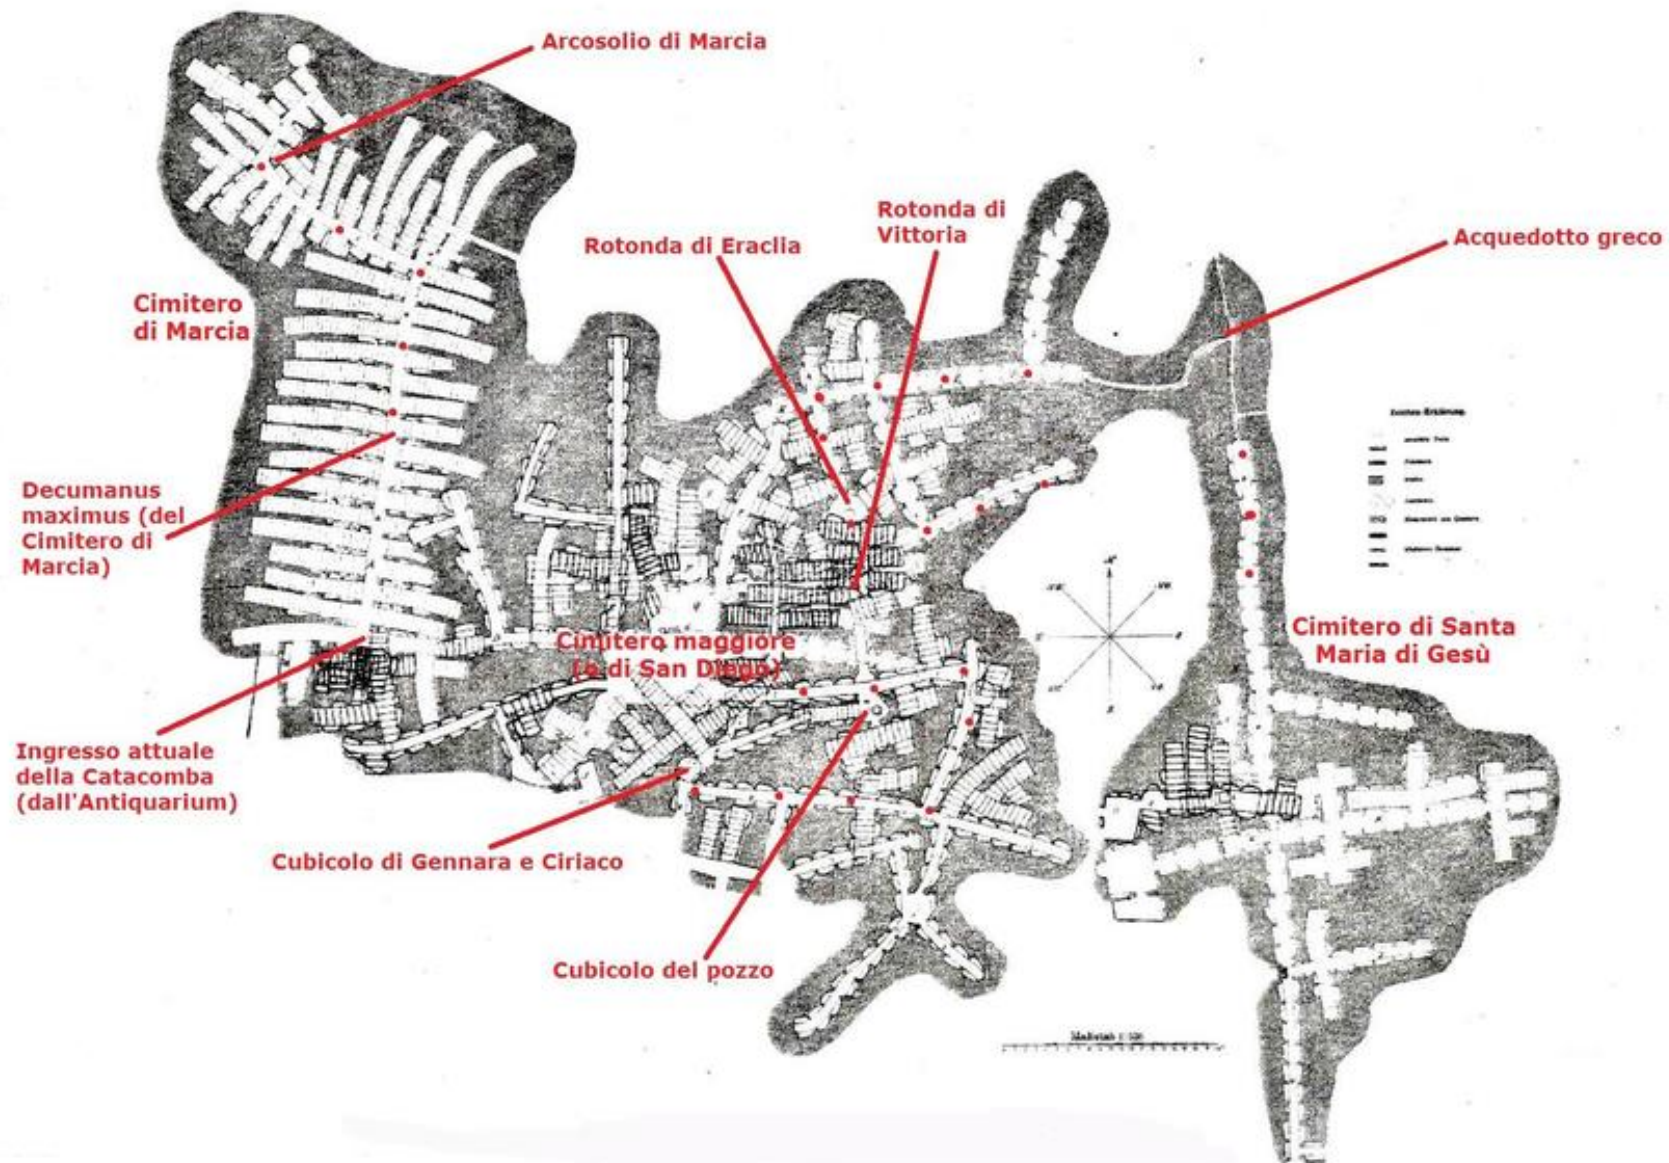 Arcosolio di Marcia
Rotonda di
Vittoria
Rotonda di Eraclia
Acquedotto greco
Cimitero
di Marcia
Decumanus
maximus (del
Cimitero di
Marcia)
Cimitero maggiore
(o di San Diego)
Cimitero di Santa
Maria di Gesù
Ingresso attuale
della Catacomba
(dall'Antiquarium)
Cubicolo di Gennara e Ciriaco
Cubicolo del pozzo